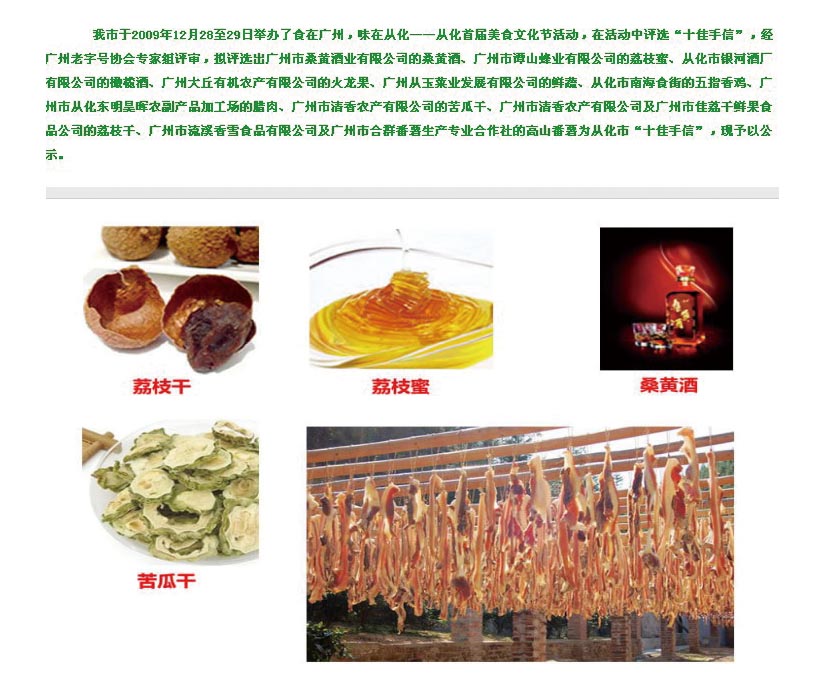 我市于2009年12月28至29日举办了食在广州，味在从化——从化首届美食文化节活动，在活动中评选“十佳手信”，经
广州老字号协会专家组评审，拟评选出广州市桑黄酒业有限公司的桑黄酒、广州市谭山蜂业有限公司的荔枝蜜、从化市银河酒厂
有限公司的橄榄酒、广州大丘有机农产有限公司的火龙果、广州从玉菜业发展有限公司的鲜蔬、从化市南海食街的五指香鸡、广
州市从化东明昊晖农副产品加工场的腊肉、广州市清香农产有限公司的苦瓜干、广州市清香农产有限公司及广州市佳荔干鲜果食
品公司的荔枝干、广州市流溪香雪食品有限公司及广州市合群番薯生产专业合作社的高山番薯为从化市“十佳手信”，现予以公
示。
荔枝干
荔枝蜜
桑黄酒
苦瓜干